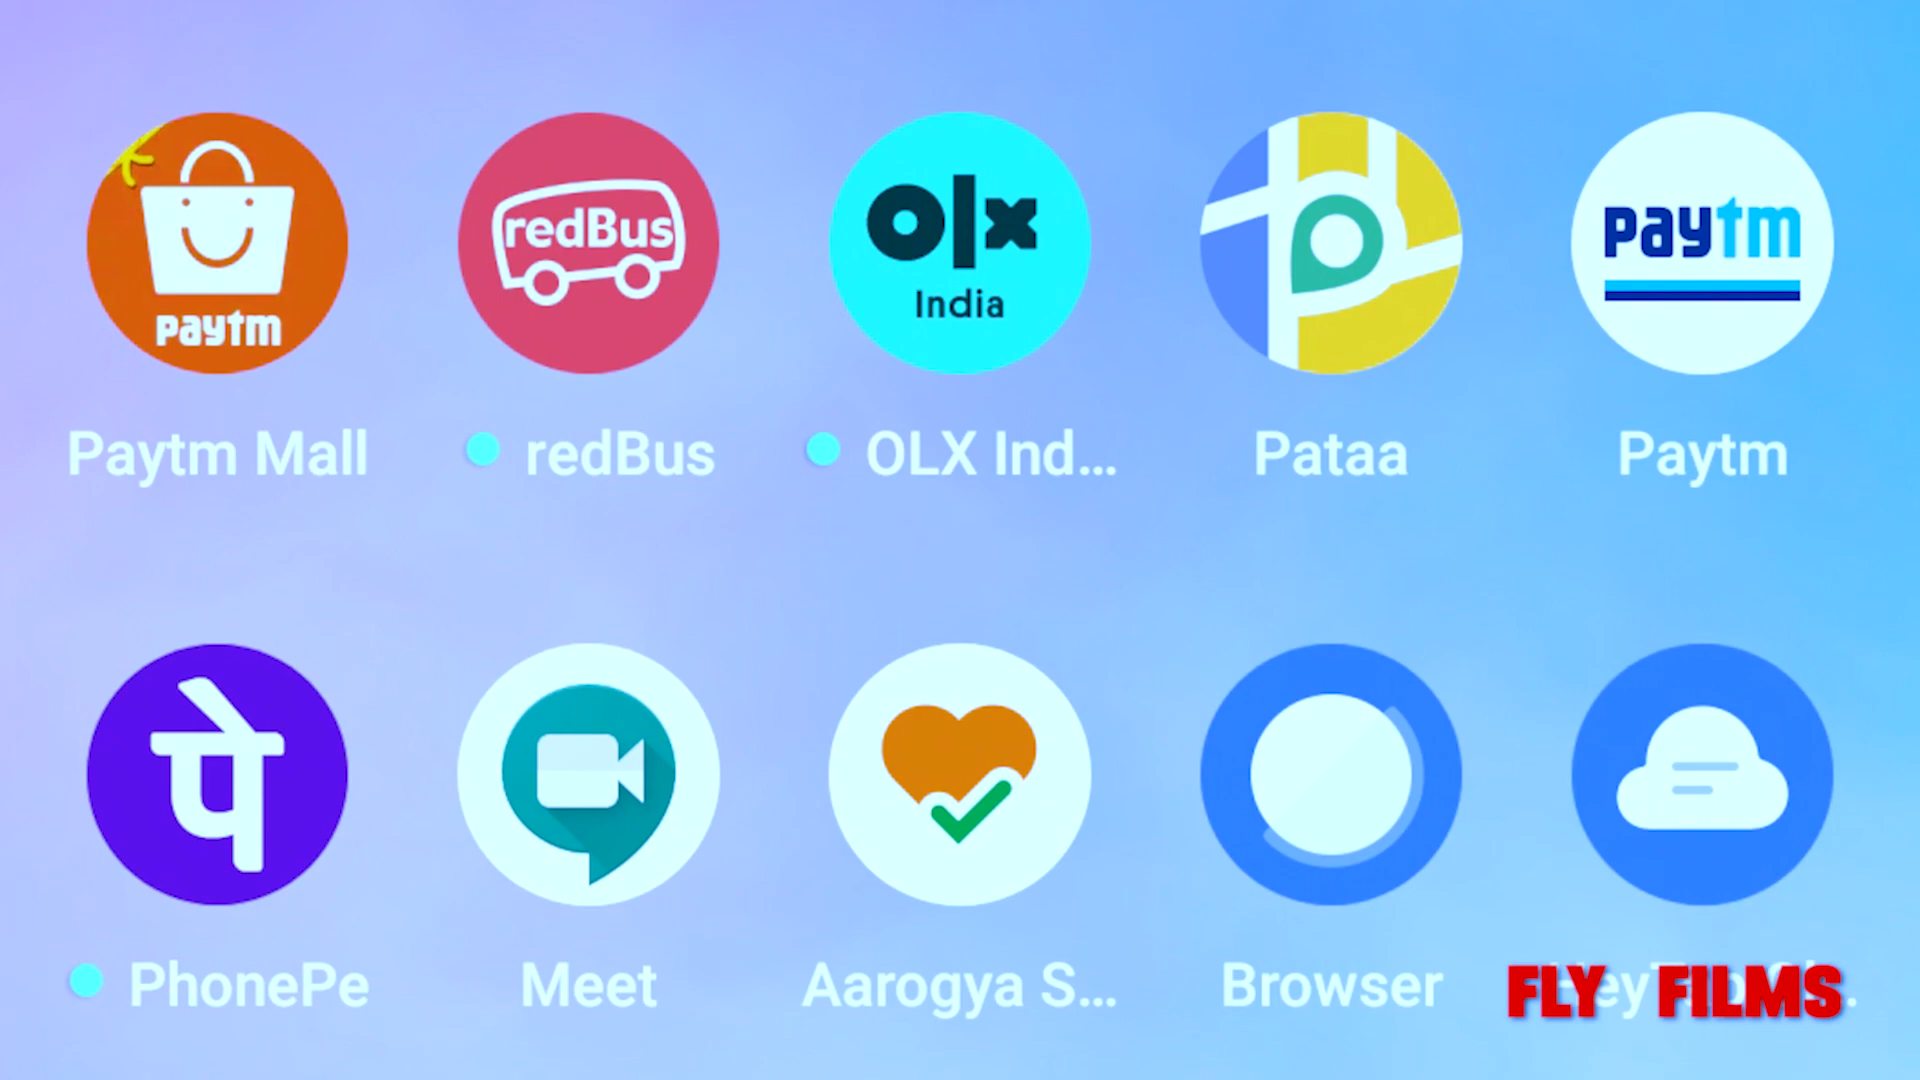 paytm
redBus
olx
India
paytm
Paytm Mall
redBus
OLX Ind...
Pataa
Paytm
पे
PhonePe
Meet
Aarogya S...
Browser
FLY FILMS